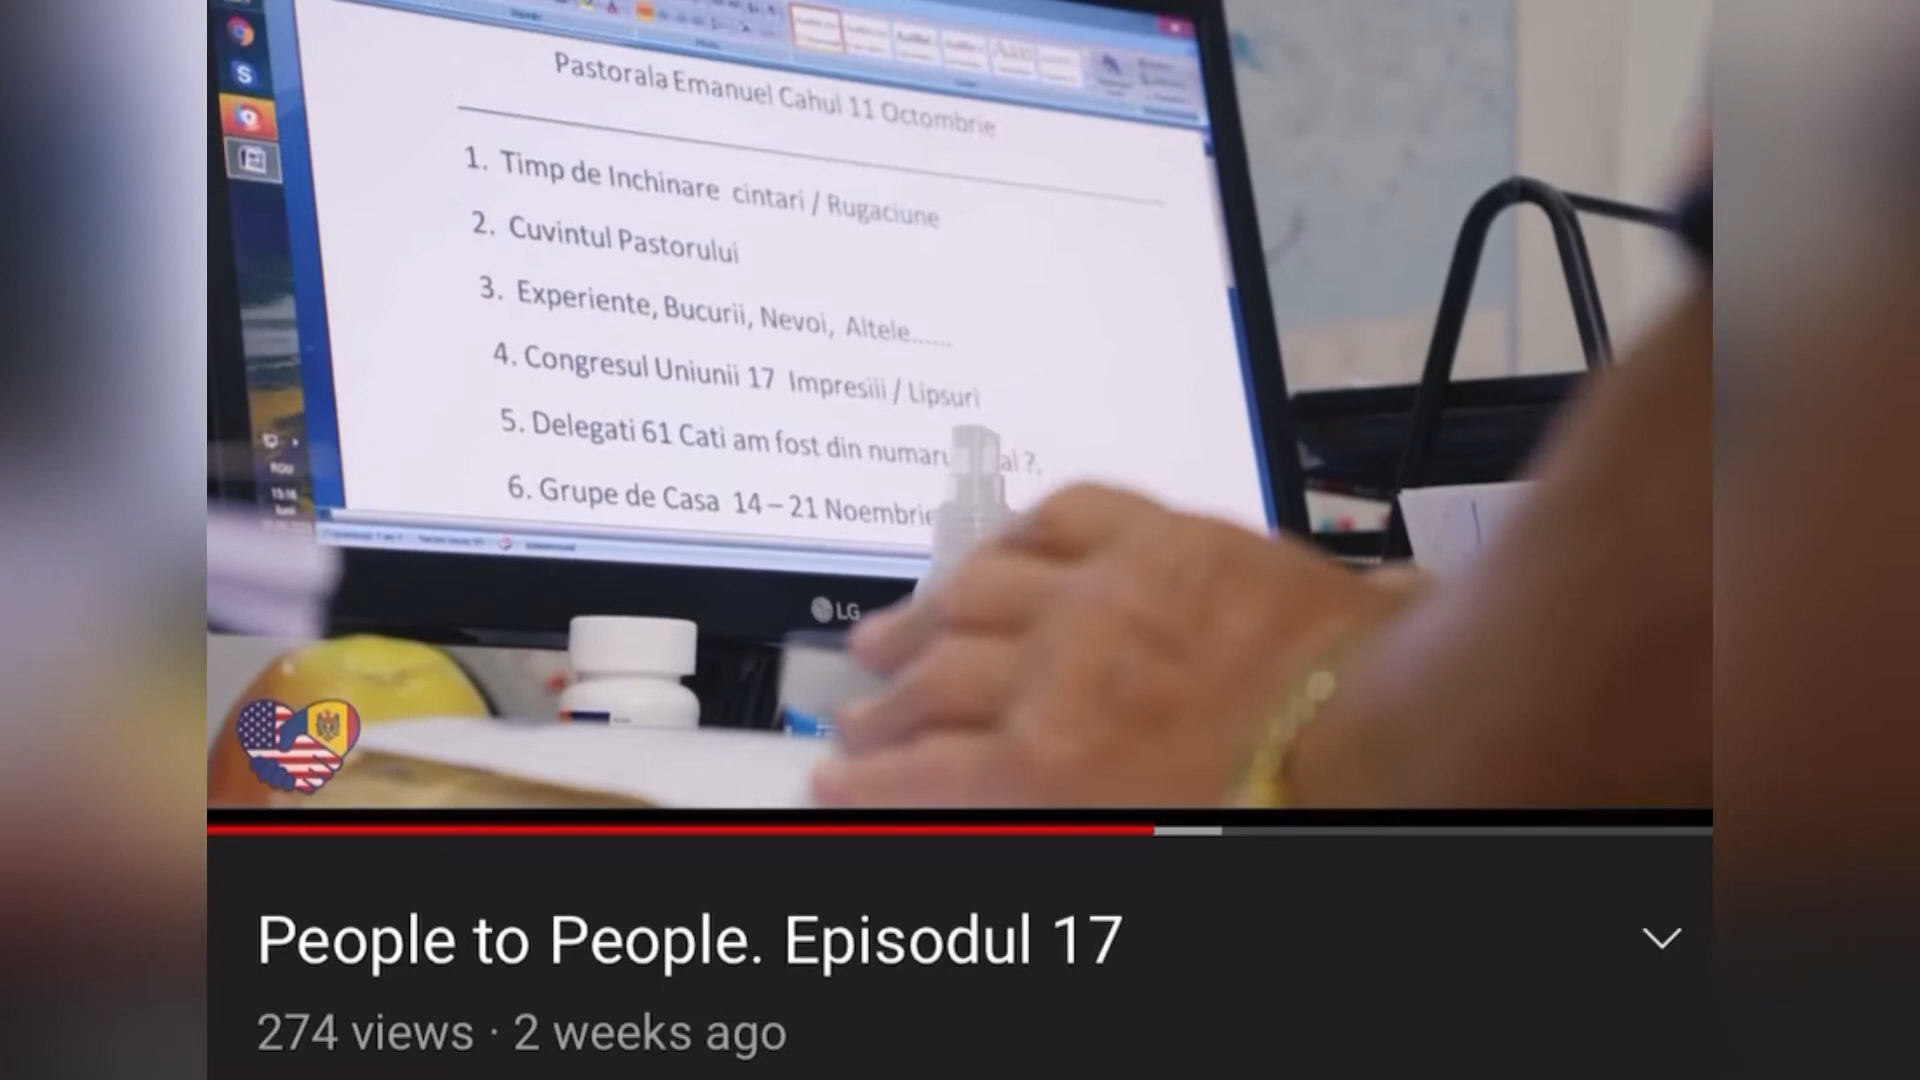 Pastorala Emanuel Cahul 11 Octombrie
1. Timp de Inchinare cintari / Rugaciune
2. Cuvintul Pastorului
3. Experiente, Bucurii, Nevoi, Altele......
4. Congresul Uniunii 17 Impresiii / Lipsuri
5. Delegati 61 Cati am fost din al ?,
6. Grupe de Casa 14 – 21 Noembrie
LG
People to People. Episodul 17
274 views · 2 weeks ago